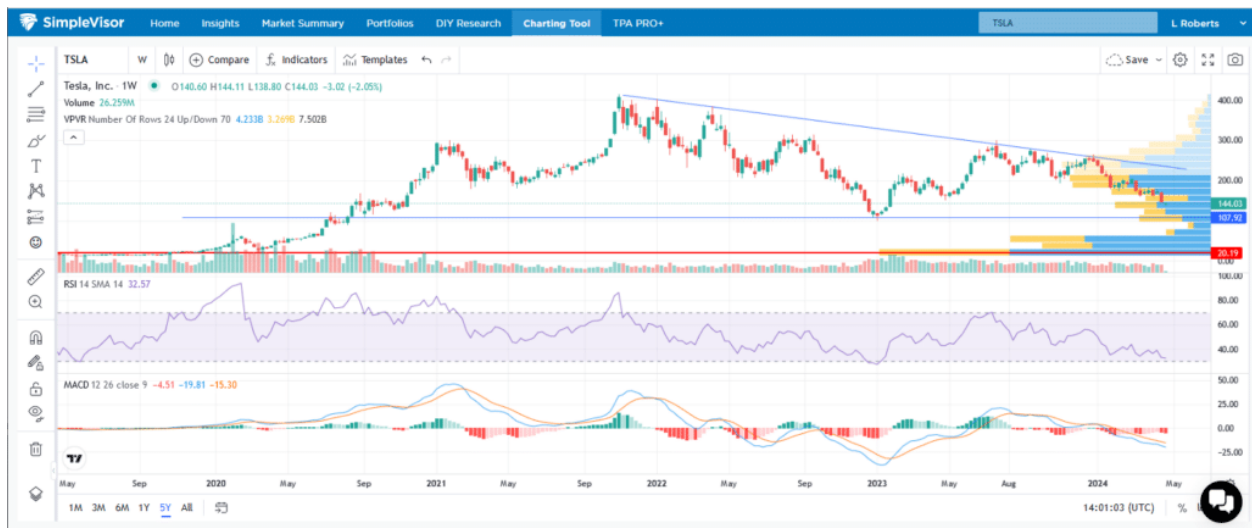 SimpleVisor Home Insights Market Summary Portfolios DIY Research Charting Tool TPA PRO+ TSLA L Roberts
TSLA W Compare Indicators Templates Save
Tesla, Inc. · 1W O140.60 H144.11 L138.80 C144.03 −3.02 (−2.05%)
Volume 26.259M
VPVR Number Of Rows 24 Up/Down 70 4.233B 3.269B 7.502B
400.00
300.00
200.00
144.03
107.92
20.19
0.00
100.00
RSI 14 SMA 14 32.57
80.00
60.00
40.00
MACD 12 26 close 9 −4.51 −19.81 −15.30
50.00
25.00
0.00
−25.00
May Sep 2020 May Sep 2021 May Sep 2022 May Sep 2023 May Aug 2024 May
1M 3M 6M 1Y 5Y All 14:01:03 (UTC) %